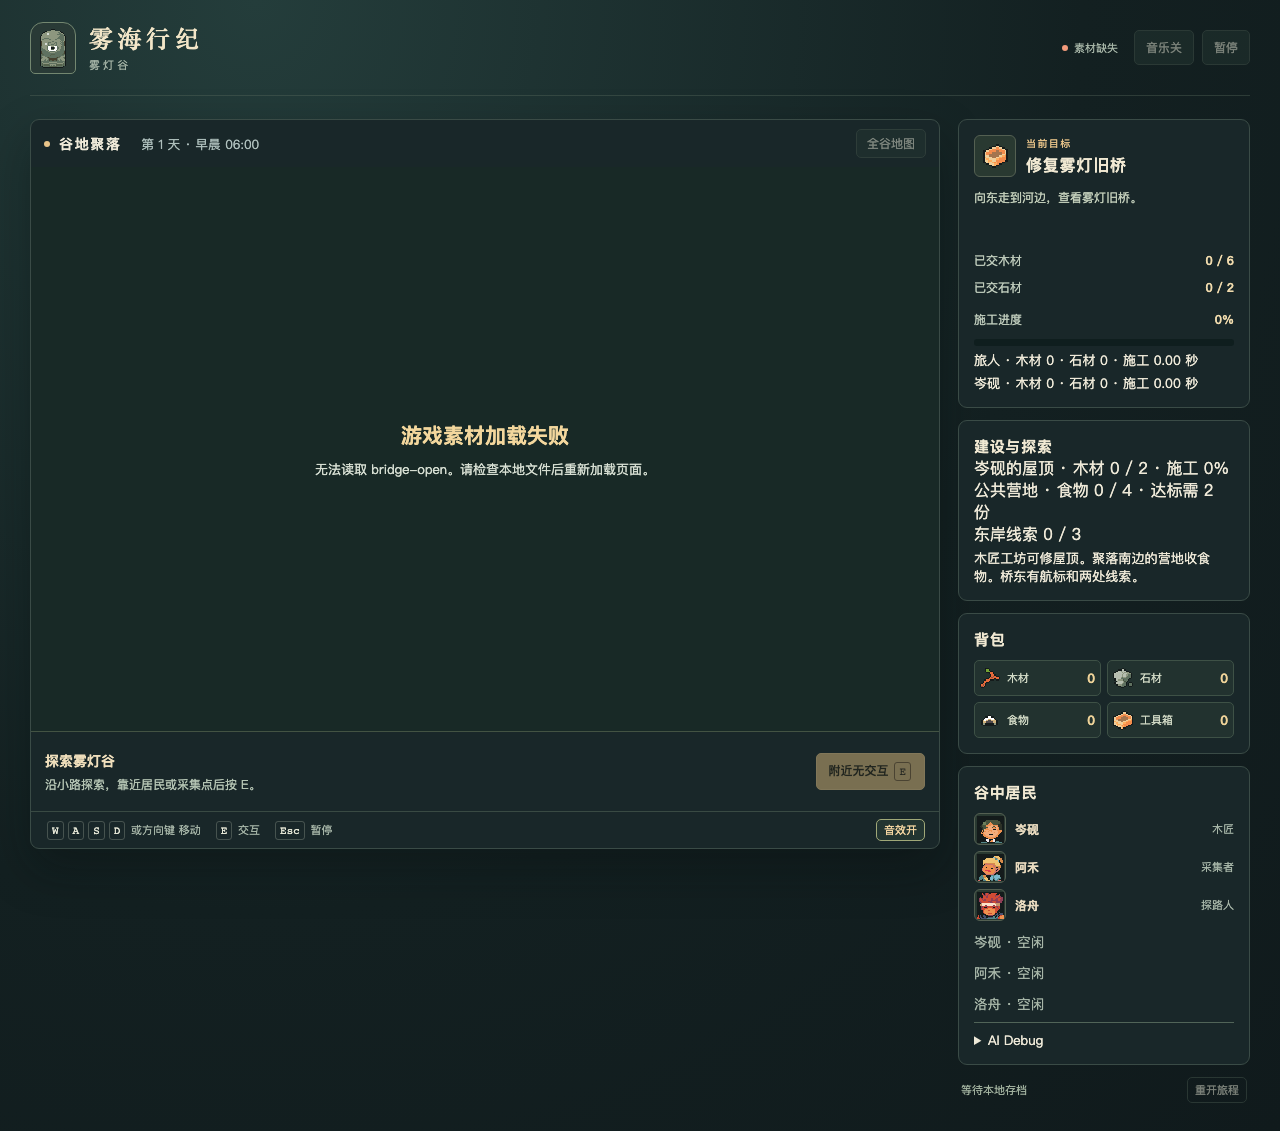 雾海行纪
雾灯谷
素材缺失
音乐关
暂停
谷地聚落
第 1 天 · 早晨 06:00
全谷地图
游戏素材加载失败
无法读取 bridge-open。请检查本地文件后重新加载页面。
探索雾灯谷
沿小路探索，靠近居民或采集点后按 E。
附近无交互 E
W A S D 或方向键 移动 E 交互 Esc 暂停
音效开
当前目标
修复雾灯旧桥
向东走到河边，查看雾灯旧桥。
已交木材 0 / 6
已交石材 0 / 2
施工进度 0%
旅人 · 木材 0 · 石材 0 · 施工 0.00 秒
岑砚 · 木材 0 · 石材 0 · 施工 0.00 秒
建设与探索
岑砚的屋顶 · 木材 0 / 2 · 施工 0%
公共营地 · 食物 0 / 4 · 达标需 2
份
东岸线索 0 / 3
木匠工坊可修屋顶。聚落南边的营地收食
物。桥东有航标和两处线索。
背包
木材 0
石材 0
食物 0
工具箱 0
谷中居民
岑砚 木匠
阿禾 采集者
洛舟 探路人
岑砚 · 空闲
阿禾 · 空闲
洛舟 · 空闲
AI Debug
等待本地存档
重开旅程